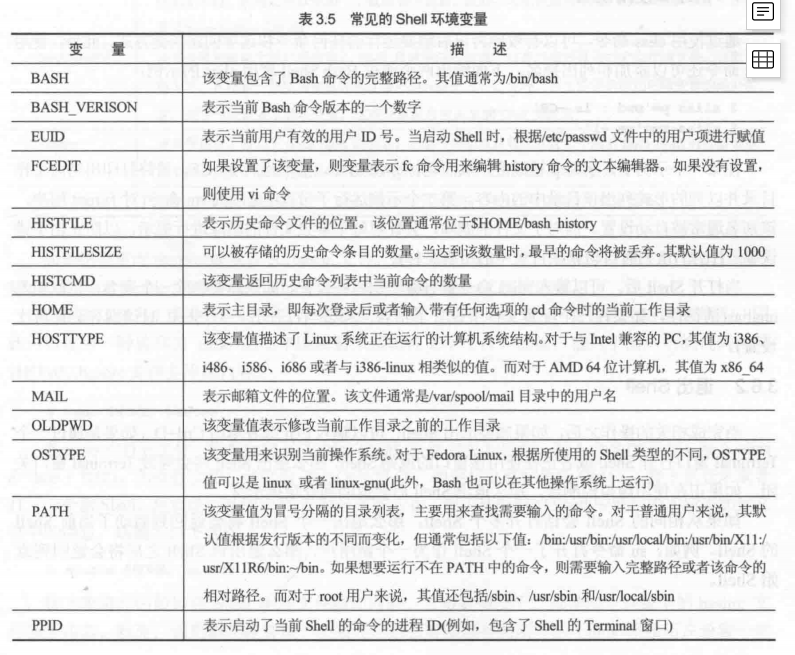 表 3.5 常见的 Shell 环境变量
变 量 描 述
BASH 该变量包含了 Bash 命令的完整路径。其值通常为/bin/bash
BASH_VERISON 表示当前 Bash 命令版本的一个数字
EUID 表示当前用户有效的用户 ID 号。当启动 Shell 时，根据/etc/passwd 文件中的用户项进行赋值
FCEDIT 如果设置了该变量，则变量表示 fc 命令用来编辑 history 命令的文本编辑器。如果没有设置，
则使用 vi 命令
HISTFILE 表示历史命令文件的位置。该位置通常位于$HOME/bash_history
HISTFILESIZE 可以被存储的历史命令条目的数量。当达到该数量时，最早的命令将被丢弃。其默认值为 1000
HISTCMD 该变量返回历史命令列表中当前命令的数量
HOME 表示主目录，即每次登录后或者输入带有任何选项的 cd 命令时的当前工作目录
HOSTTYPE 该变量值描述了 Linux 系统正在运行的计算机系统结构。对于与 Intel 兼容的 PC，其值为 i386、
i486、i586、i686 或者与 i386-linux 相类似的值。而对于 AMD 64 位计算机，其值为 x86_64
MAIL 表示邮箱文件的位置。该文件通常是/var/spool/mail 目录中的用户名
OLDPWD 该变量值表示修改当前工作目录之前的工作目录
OSTYPE 该变量用来识别当前操作系统。对于 Fedora Linux，根据所使用的 Shell 类型的不同，OSTYPE
值可以是 linux 或者 linux-gnu(此外，Bash 也可以在其他操作系统上运行)
PATH 该变量值为冒号分隔的目录列表，主要用来查找需要输入的命令。对于普通用户来说，其默
认值根据发行版本的不同而变化，但通常包括以下值：/bin:/usr/bin:/usr/local/bin:/usr/bin/X11:/
usr/X11R6/bin:~/bin。如果想要运行不在 PATH 中的命令，则需要输入完整路径或者该命令的
相对路径。而对于 root 用户来说，其值还包括/sbin、/usr/sbin 和/usr/local/sbin
PPID 表示启动了当前 Shell 的命令的进程 ID(例如，包含了 Shell 的 Terminal 窗口)